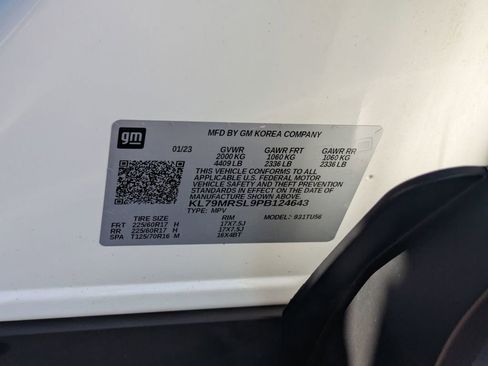 gm
MFD BY GM KOREA COMPANY
01/23 GVWR GAWR FRT GAWR RR
2000 KG 1060 KG 1060 KG
4409 LB 2336 LB 2336 LB
THIS VEHICLE CONFORMS TO ALL
APPLICABLE U.S. FEDERAL MOTOR
VEHICLE SAFETY AND THEFT PREVENTION
STANDARDS IN EFFECT ON THE DATE OF
MANUFACTURE SHOWN ABOVE.
KL79MRSL9PB124643
TYPE: MPV MODEL: 931TU56
TIRE SIZE RIM
FRT 225/60R17 H 17X7.5J
RR 225/60R17 H 17X7.5J
SPA T125/70R16 M 16X4BT